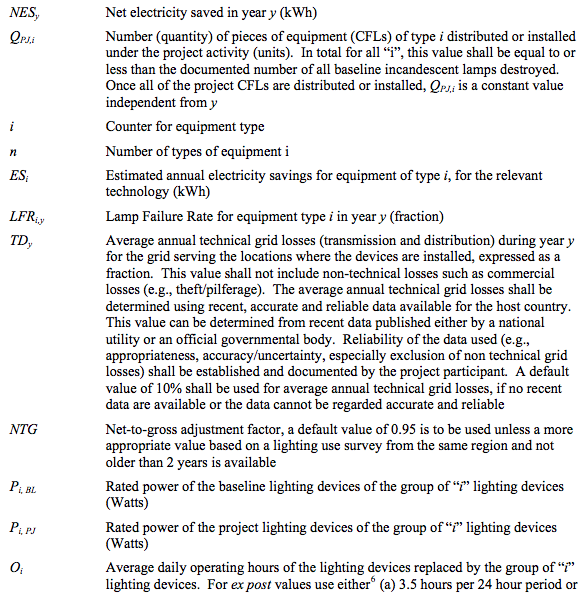 NESy Net electricity saved in year y (kWh)
QPJ,i Number (quantity) of pieces of equipment (CFLs) of type i distributed or installed
under the project activity (units). In total for all “i”, this value shall be equal to or
less than the documented number of all baseline incandescent lamps destroyed.
Once all of the project CFLs are distributed or installed, QPJ,i is a constant value
independent from y
i Counter for equipment type
n Number of types of equipment i
ESi Estimated annual electricity savings for equipment of type i, for the relevant
technology (kWh)
LFRi,y Lamp Failure Rate for equipment type i in year y (fraction)
TDy Average annual technical grid losses (transmission and distribution) during year y
for the grid serving the locations where the devices are installed, expressed as a
fraction. This value shall not include non-technical losses such as commercial
losses (e.g., theft/pilferage). The average annual technical grid losses shall be
determined using recent, accurate and reliable data available for the host country.
This value can be determined from recent data published either by a national
utility or an official governmental body. Reliability of the data used (e.g.,
appropriateness, accuracy/uncertainty, especially exclusion of non technical grid
losses) shall be established and documented by the project participant. A default
value of 10% shall be used for average annual technical grid losses, if no recent
data are available or the data cannot be regarded accurate and reliable
NTG Net-to-gross adjustment factor, a default value of 0.95 is to be used unless a more
appropriate value based on a lighting use survey from the same region and not
older than 2 years is available
Pi, BL Rated power of the baseline lighting devices of the group of “i” lighting devices
(Watts)
Pi, PJ Rated power of the project lighting devices of the group of “i” lighting devices
(Watts)
Oi Average daily operating hours of the lighting devices replaced by the group of “i”
lighting devices. For ex post values use either6 (a) 3.5 hours per 24 hour period or